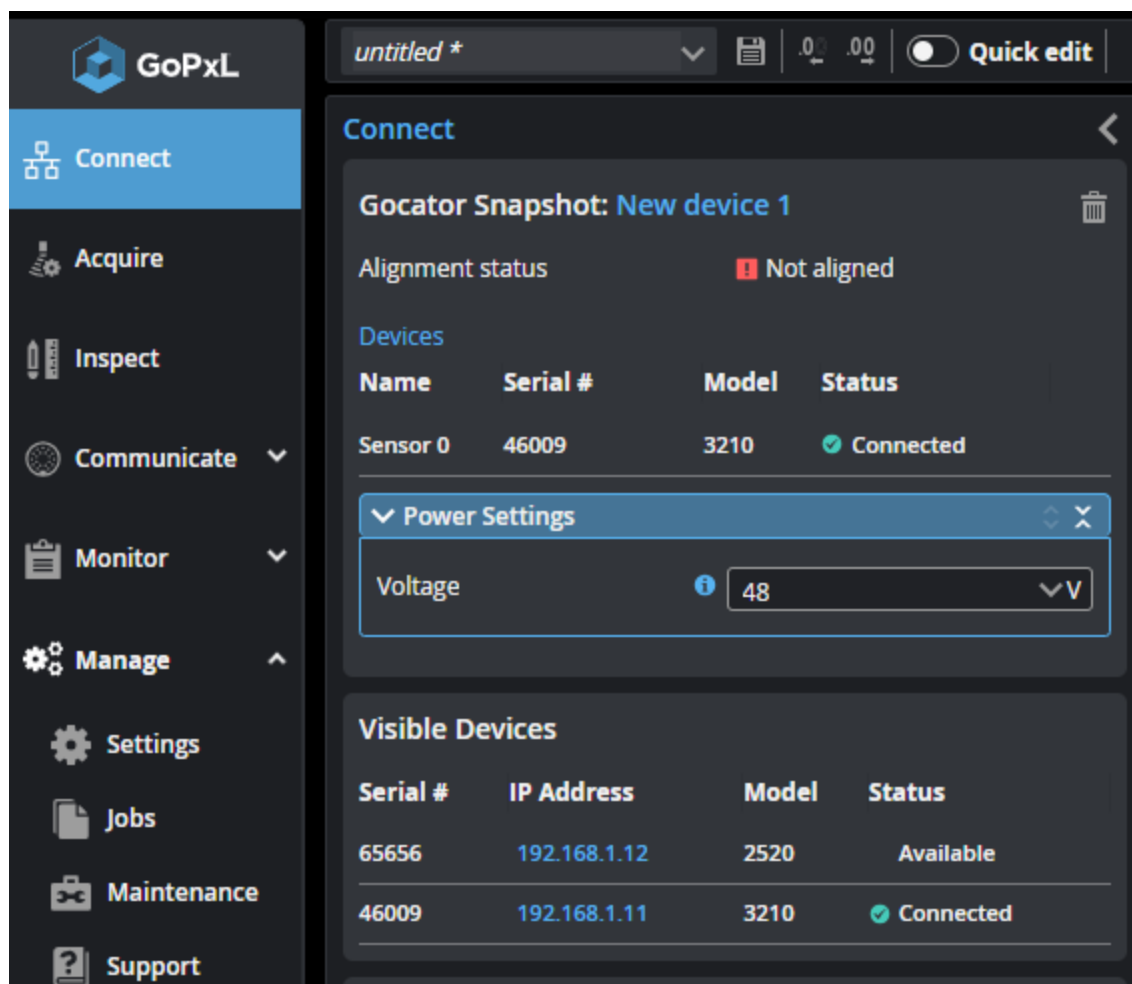 GoPxL
Connect
Acquire
Inspect
Communicate
Monitor
Manage
Settings
Jobs
Maintenance
Support
untitled *
.00
.00
Quick edit
Connect
Gocator Snapshot: New device 1
Alignment status Not aligned
Devices
Name Serial # Model Status
Sensor 0 46009 3210 Connected
Power Settings
Voltage 48 V
Visible Devices
Serial # IP Address Model Status
65656 192.168.1.12 2520 Available
46009 192.168.1.11 3210 Connected